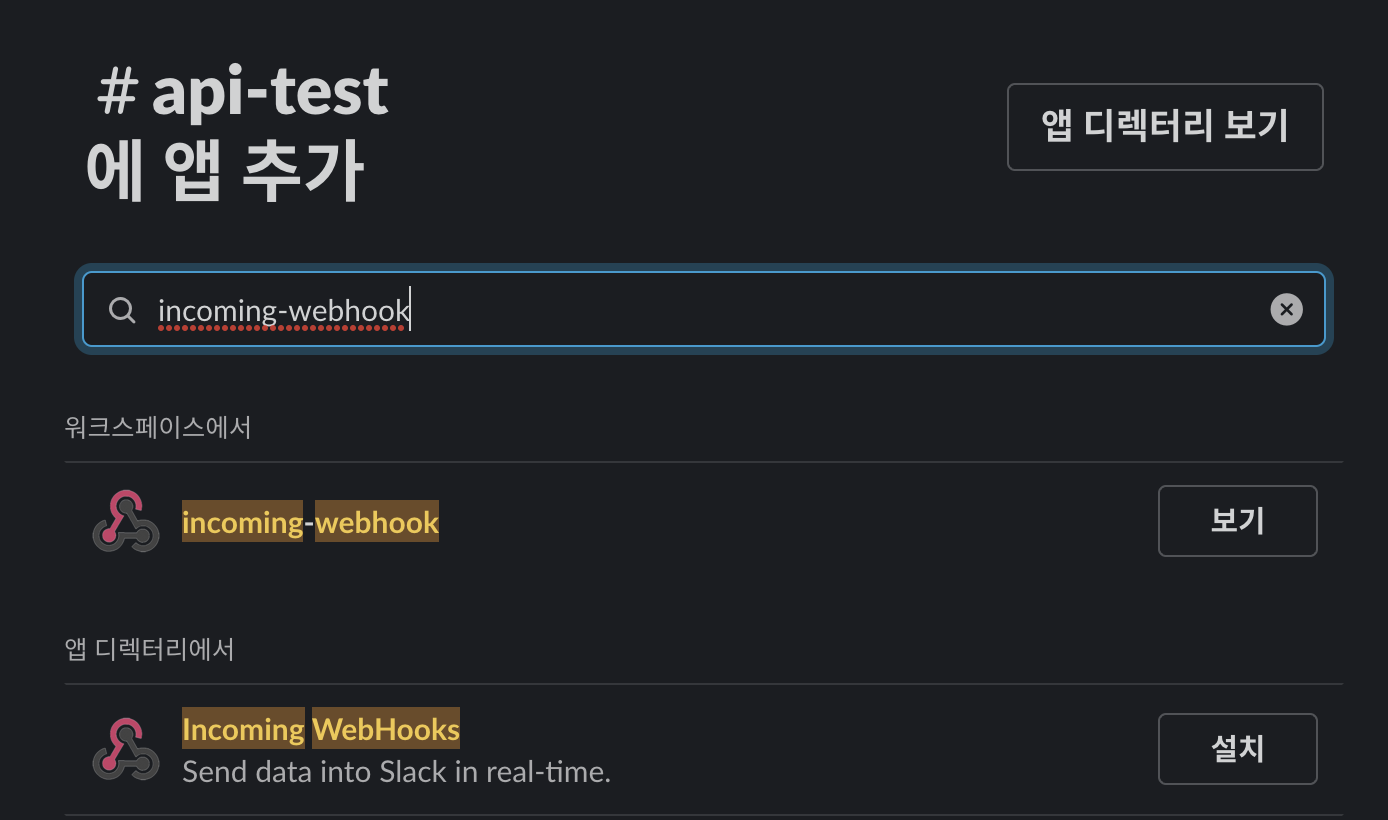 # api-test
에 앱 추가
앱 디렉터리 보기
incoming-webhook
워크스페이스에서
incoming-webhook
보기
앱 디렉터리에서
Incoming WebHooks
Send data into Slack in real-time.
설치